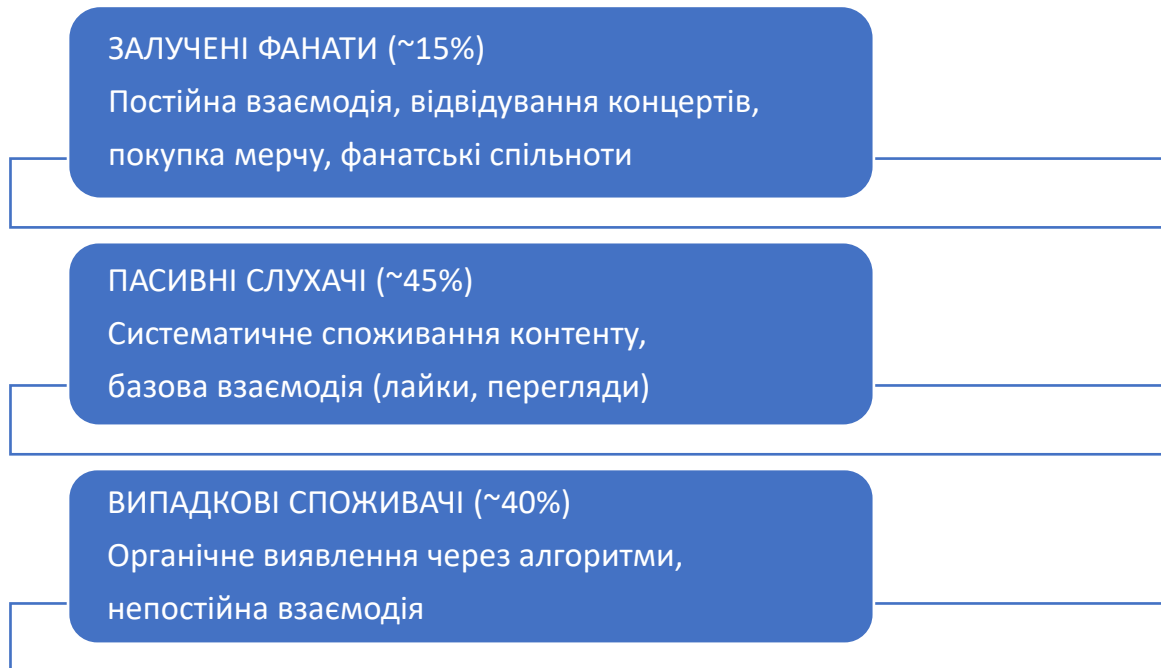 ЗАЛУЧЕНІ ФАНАТИ (~15%)
Постійна взаємодія, відвідування концертів,
покупка мерчу, фанатські спільноти
ПАСИВНІ СЛУХАЧІ (~45%)
Систематичне споживання контенту,
базова взаємодія (лайки, перегляди)
ВИПАДКОВІ СПОЖИВАЧІ (~40%)
Органічне виявлення через алгоритми,
непостійна взаємодія